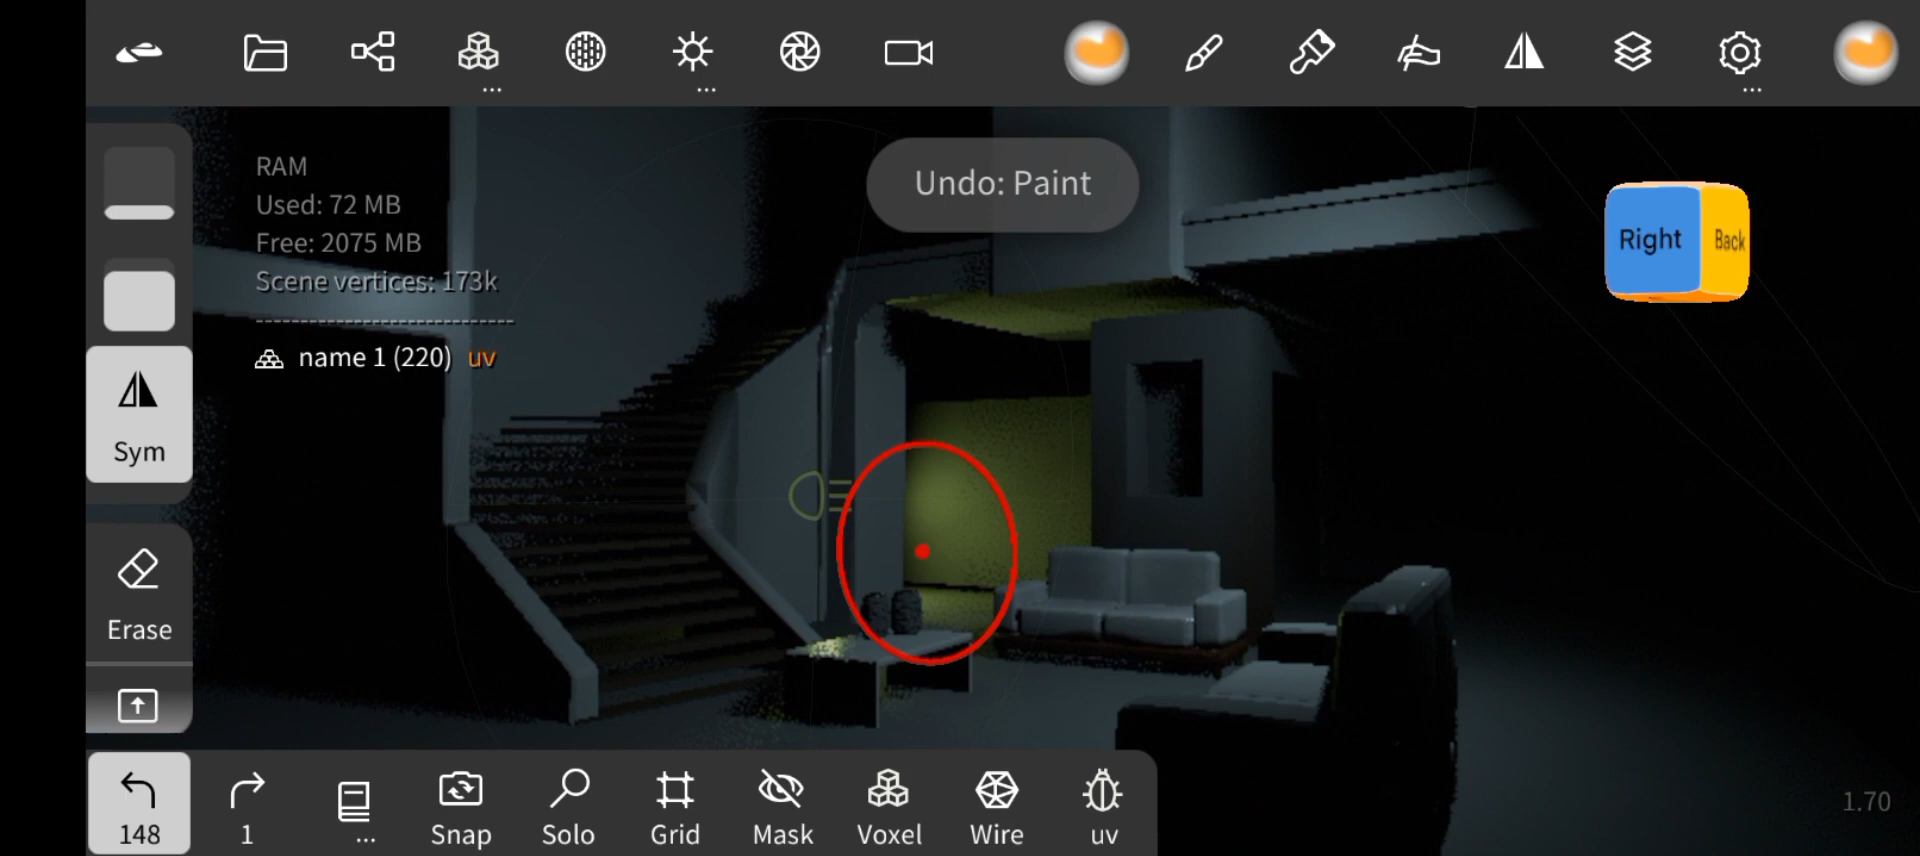 RAM
Used: 72 MB
Free: 2075 MB
Scene vertices: 173k
-------------------------------
name 1 (220) uv
Undo: Paint
Right
Back
Sym
Erase
148
1
...
Snap
Solo
Grid
Mask
Voxel
Wire
uv
1.70